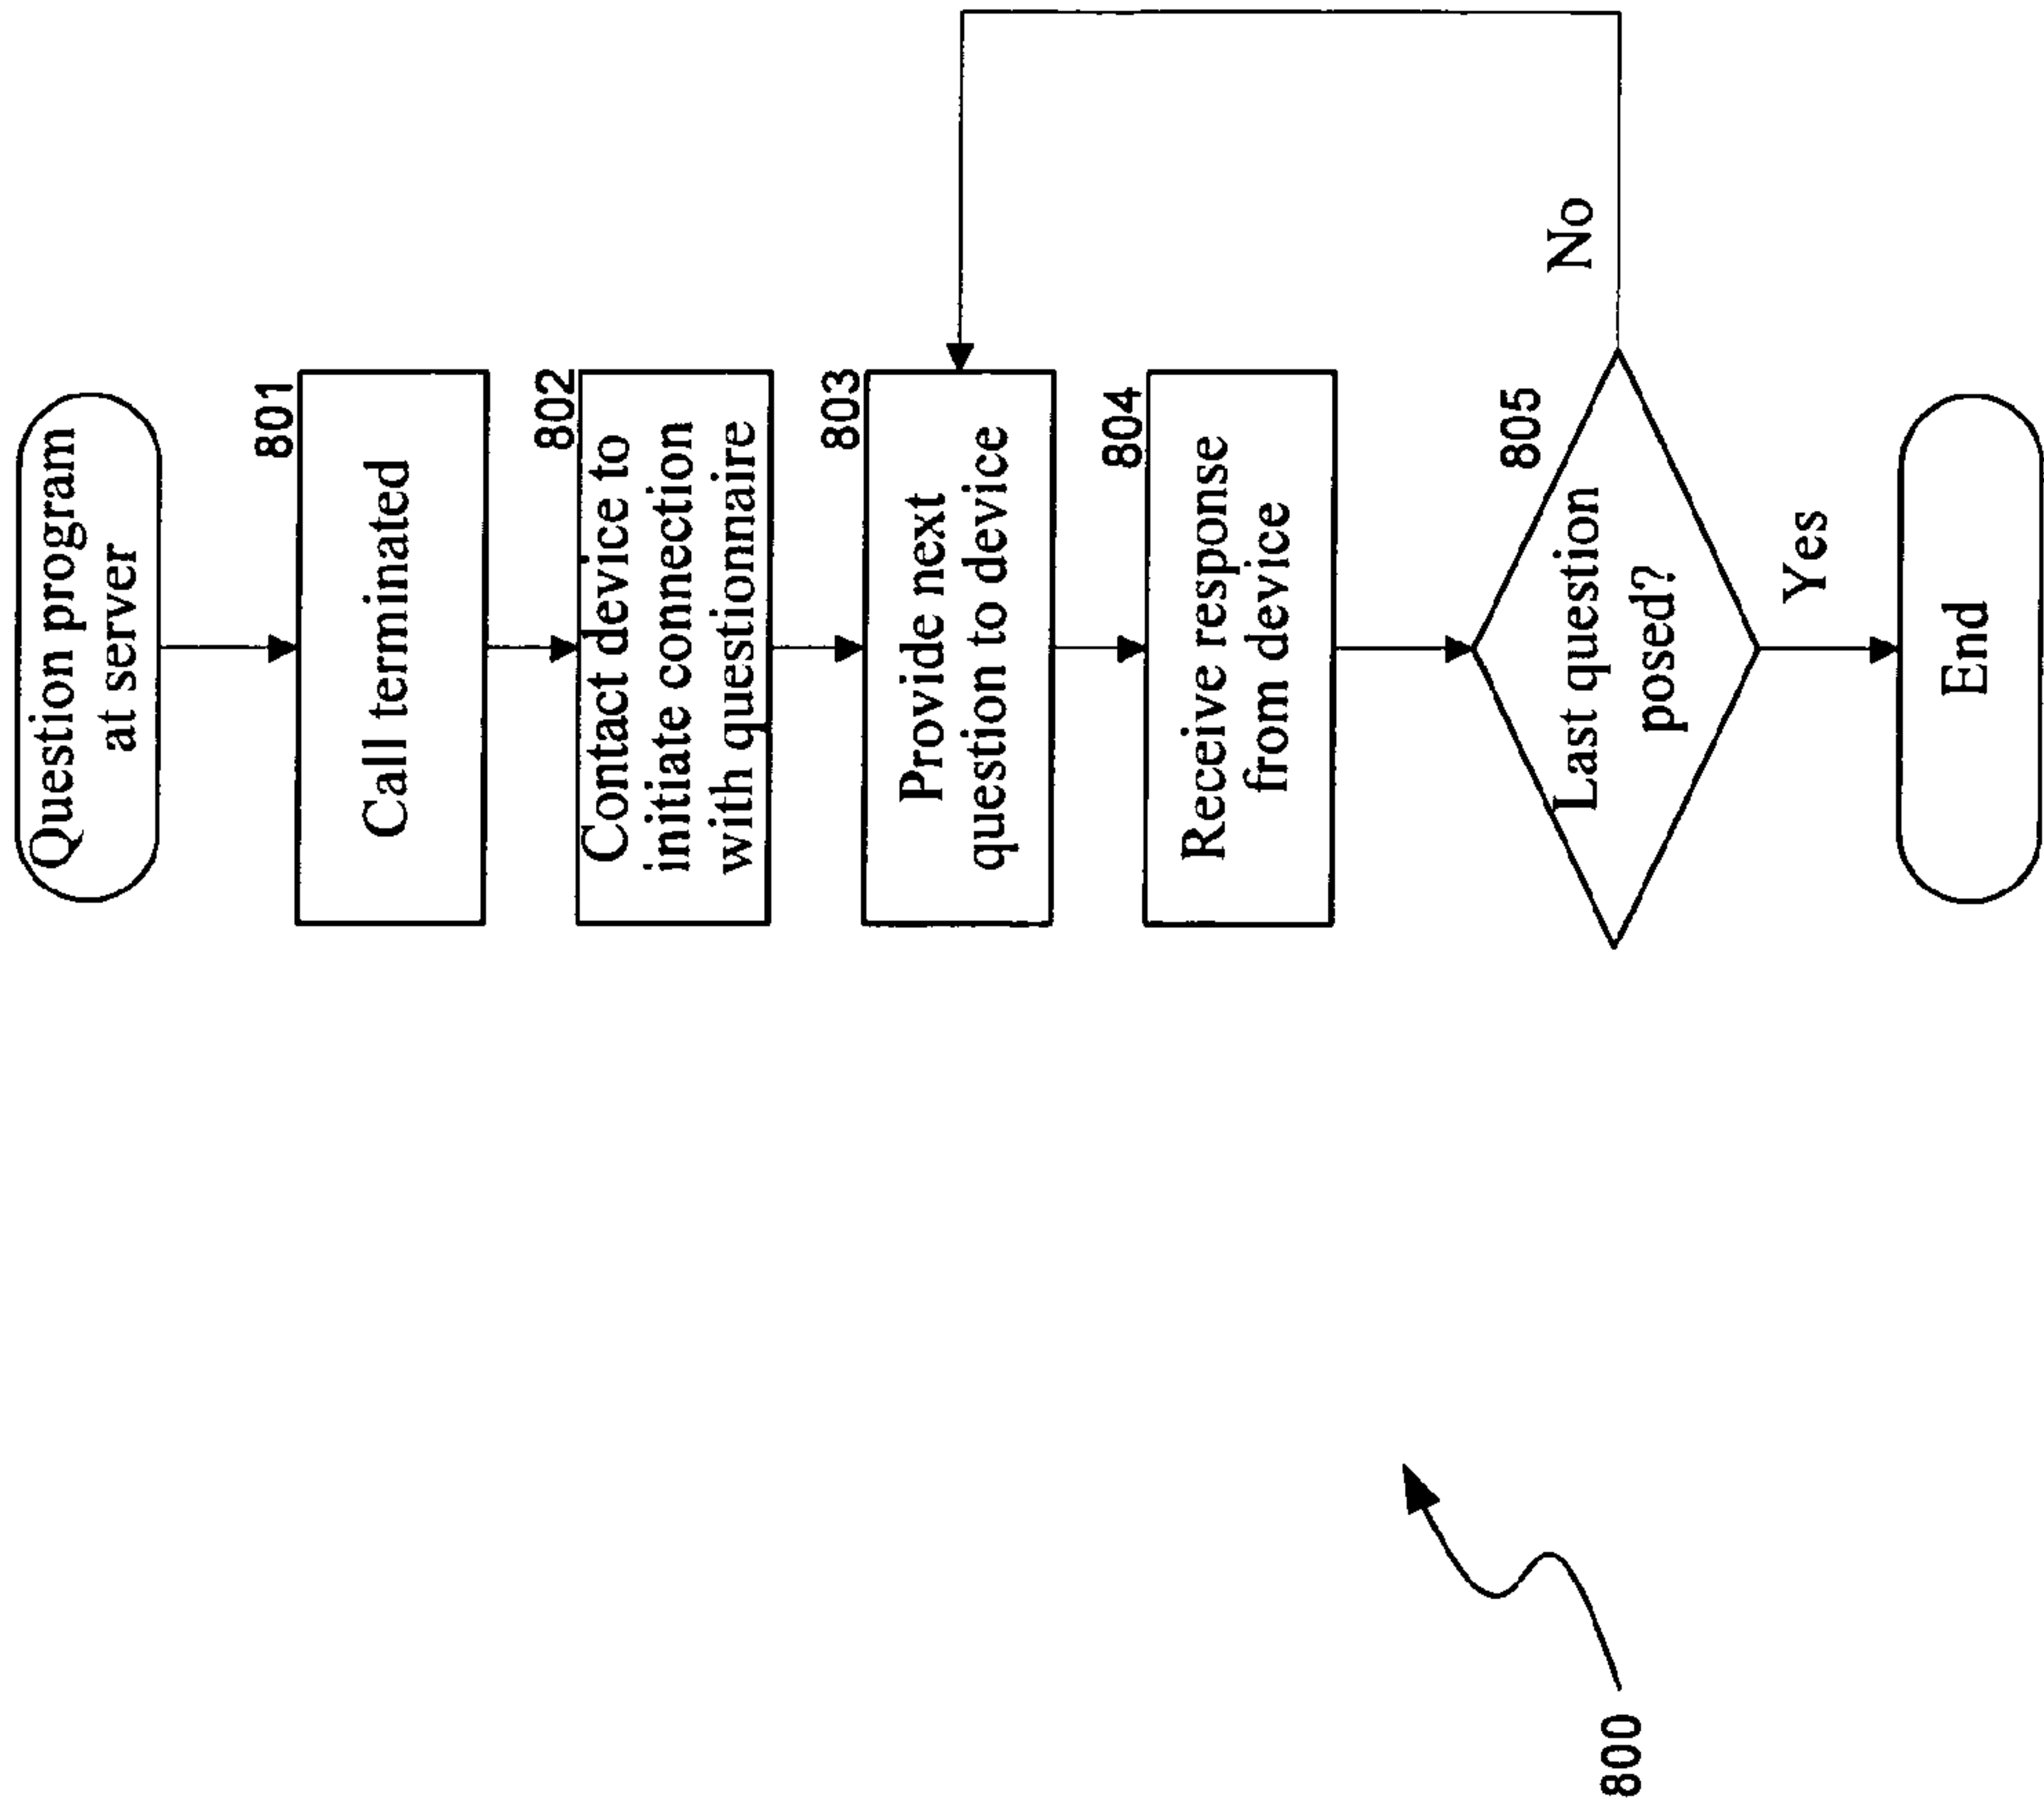 Question program
at server
801
Call terminated
802
Contact device to
initiate connection
with questionnaire
803
Provide next
question to device
804
Receive response
from device
805
Last question
posed?
No
Yes
End
800